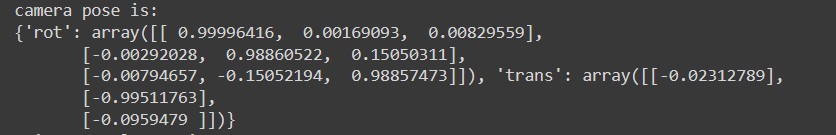 camera pose is:
{'rot': array([[ 0.99996416,  0.00169093,  0.00829559],
       [-0.00292028,  0.98860522,  0.15050311],
       [-0.00794657, -0.15052194,  0.98857473]]), 'trans': array([[-0.02312789],
       [-0.99511763],
       [-0.0959479 ]])}